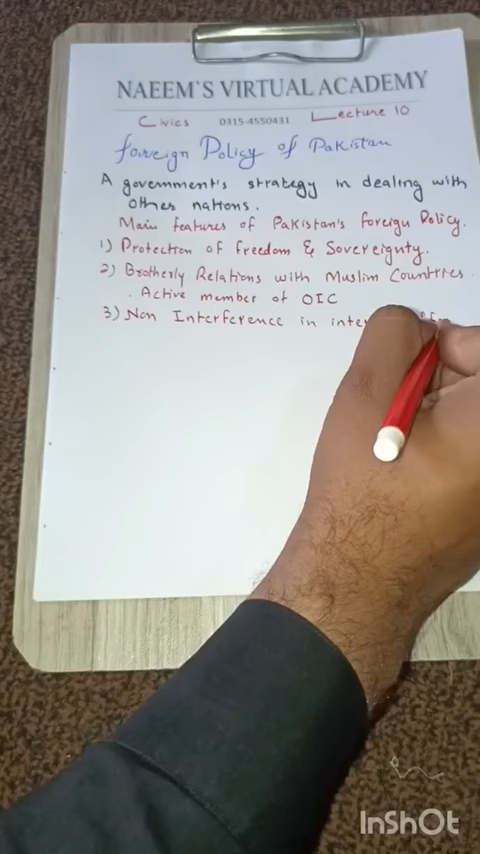 NAEEM`S VIRTUAL ACADEMY
Civics 0315-4550431 Lecture 10
Foreign Policy of Pakistan
A government's strategy in dealing with
other nations.
Main features of Pakistan's Foreign Policy.
1) Protection of freedom & Sovereignty.
2) Brotherly Relations with Muslim Countries.
. Active member of OIC
3) Non Interference in
InShOt